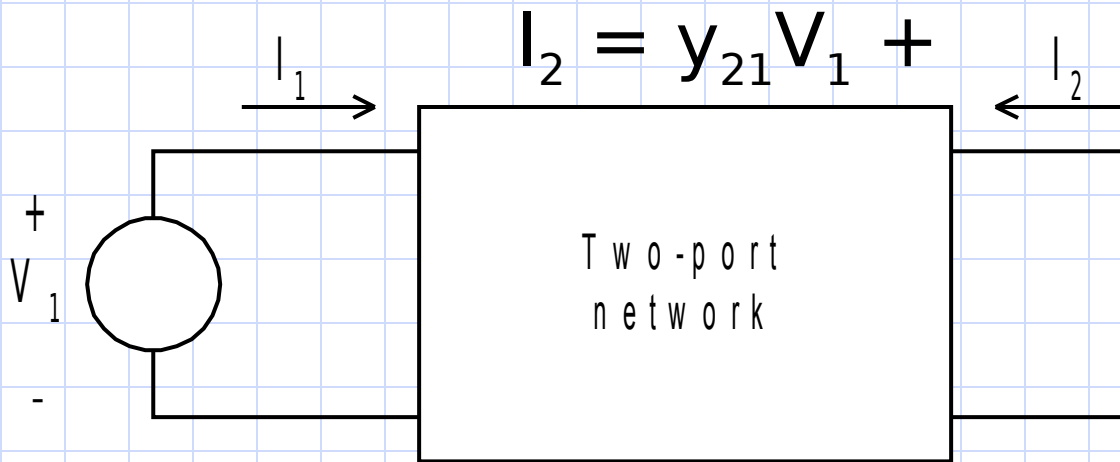 I₂ = y₂₁V₁ +
I₁
I₂
+
V₁
-
Two-port
network